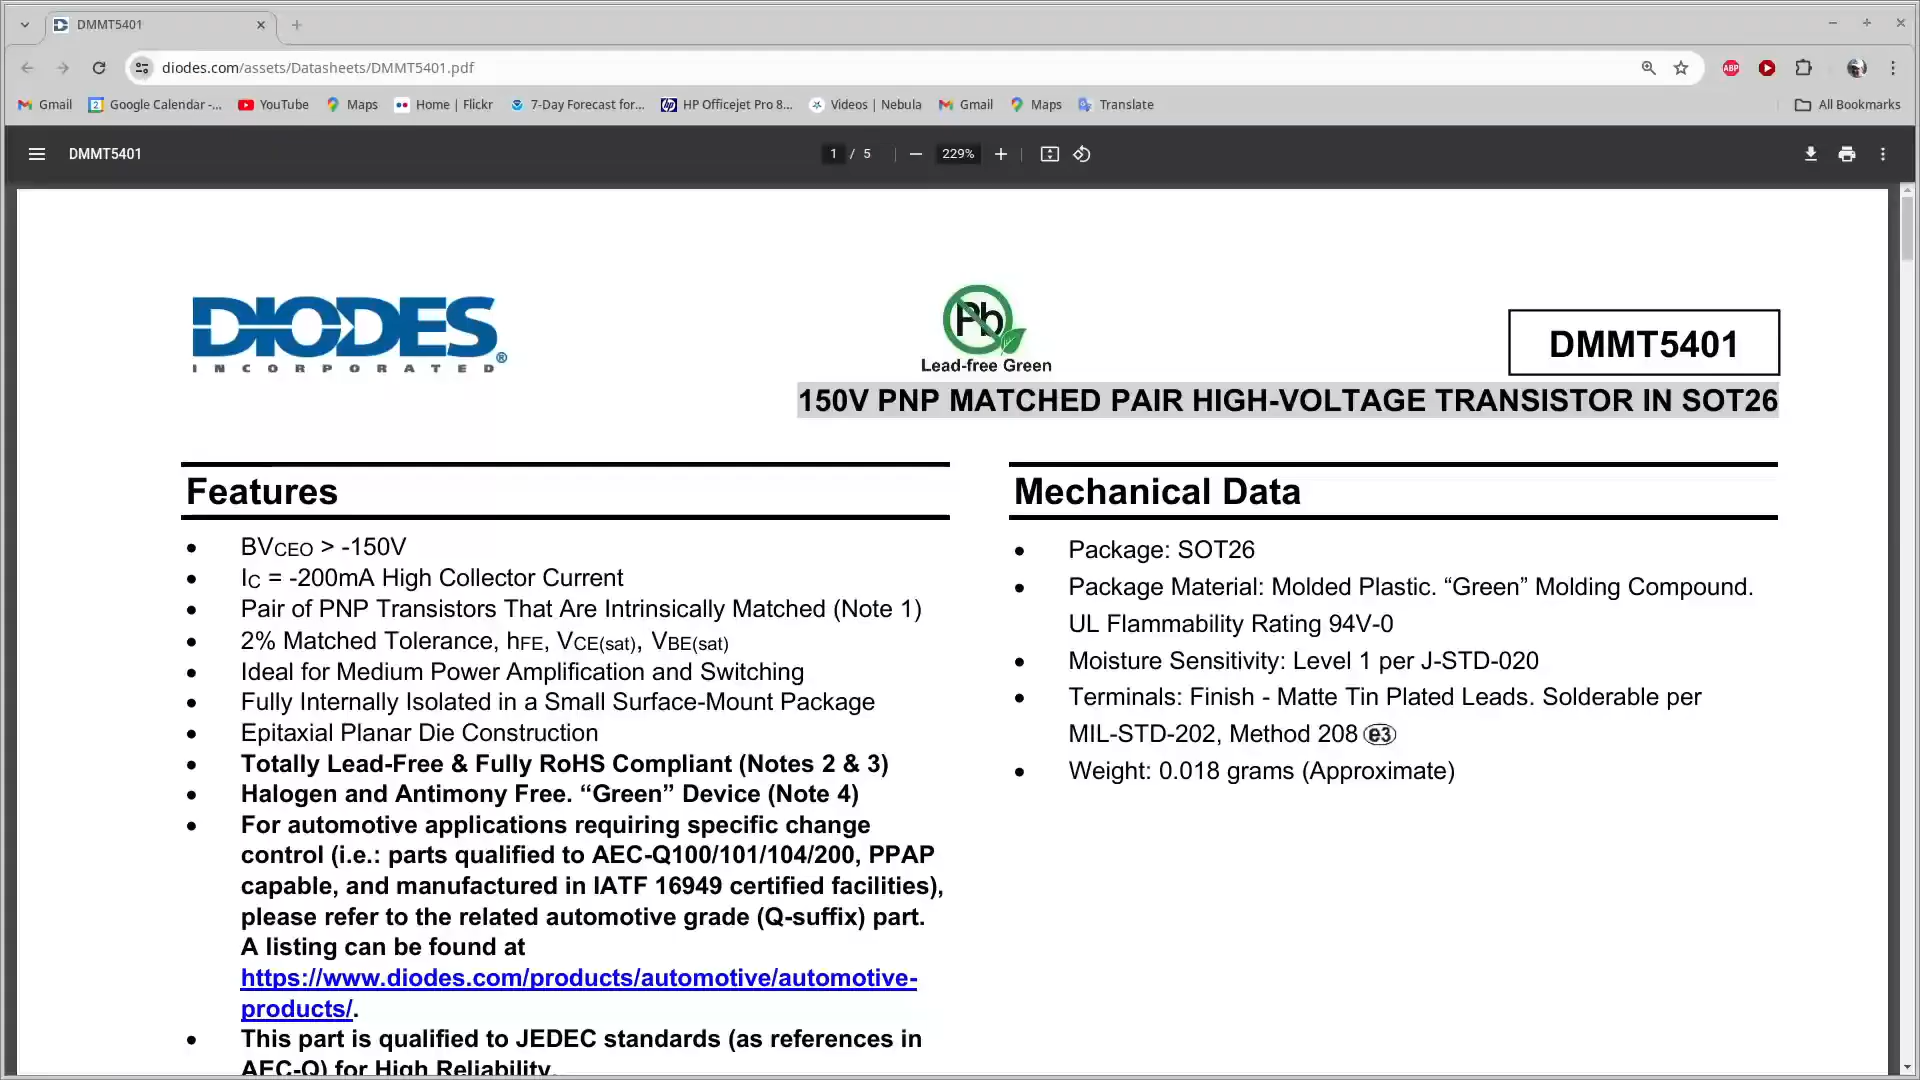 DMMT5401
diodes.com/assets/Datasheets/DMMT5401.pdf
ABP
Gmail
2 Google Calendar -...
YouTube
Maps
Home | Flickr
7-Day Forecast for...
hp HP Officejet Pro 8...
Videos | Nebula
Gmail
Maps
Translate
All Bookmarks
DMMT5401
1 / 5
229%
DIODES®
INCORPORATED
Pb
Lead-free Green
DMMT5401
150V PNP MATCHED PAIR HIGH-VOLTAGE TRANSISTOR IN SOT26
Features
• BVCEO > -150V
• IC = -200mA High Collector Current
• Pair of PNP Transistors That Are Intrinsically Matched (Note 1)
• 2% Matched Tolerance, hFE, VCE(sat), VBE(sat)
• Ideal for Medium Power Amplification and Switching
• Fully Internally Isolated in a Small Surface-Mount Package
• Epitaxial Planar Die Construction
• Totally Lead-Free & Fully RoHS Compliant (Notes 2 & 3)
• Halogen and Antimony Free. “Green” Device (Note 4)
• For automotive applications requiring specific change
control (i.e.: parts qualified to AEC-Q100/101/104/200, PPAP
capable, and manufactured in IATF 16949 certified facilities),
please refer to the related automotive grade (Q-suffix) part.
A listing can be found at
https://www.diodes.com/products/automotive/automotive-
products/.
• This part is qualified to JEDEC standards (as references in
AEC-Q) for High Reliability.
Mechanical Data
• Package: SOT26
• Package Material: Molded Plastic. “Green” Molding Compound.
UL Flammability Rating 94V-0
• Moisture Sensitivity: Level 1 per J-STD-020
• Terminals: Finish - Matte Tin Plated Leads. Solderable per
MIL-STD-202, Method 208 e3
• Weight: 0.018 grams (Approximate)